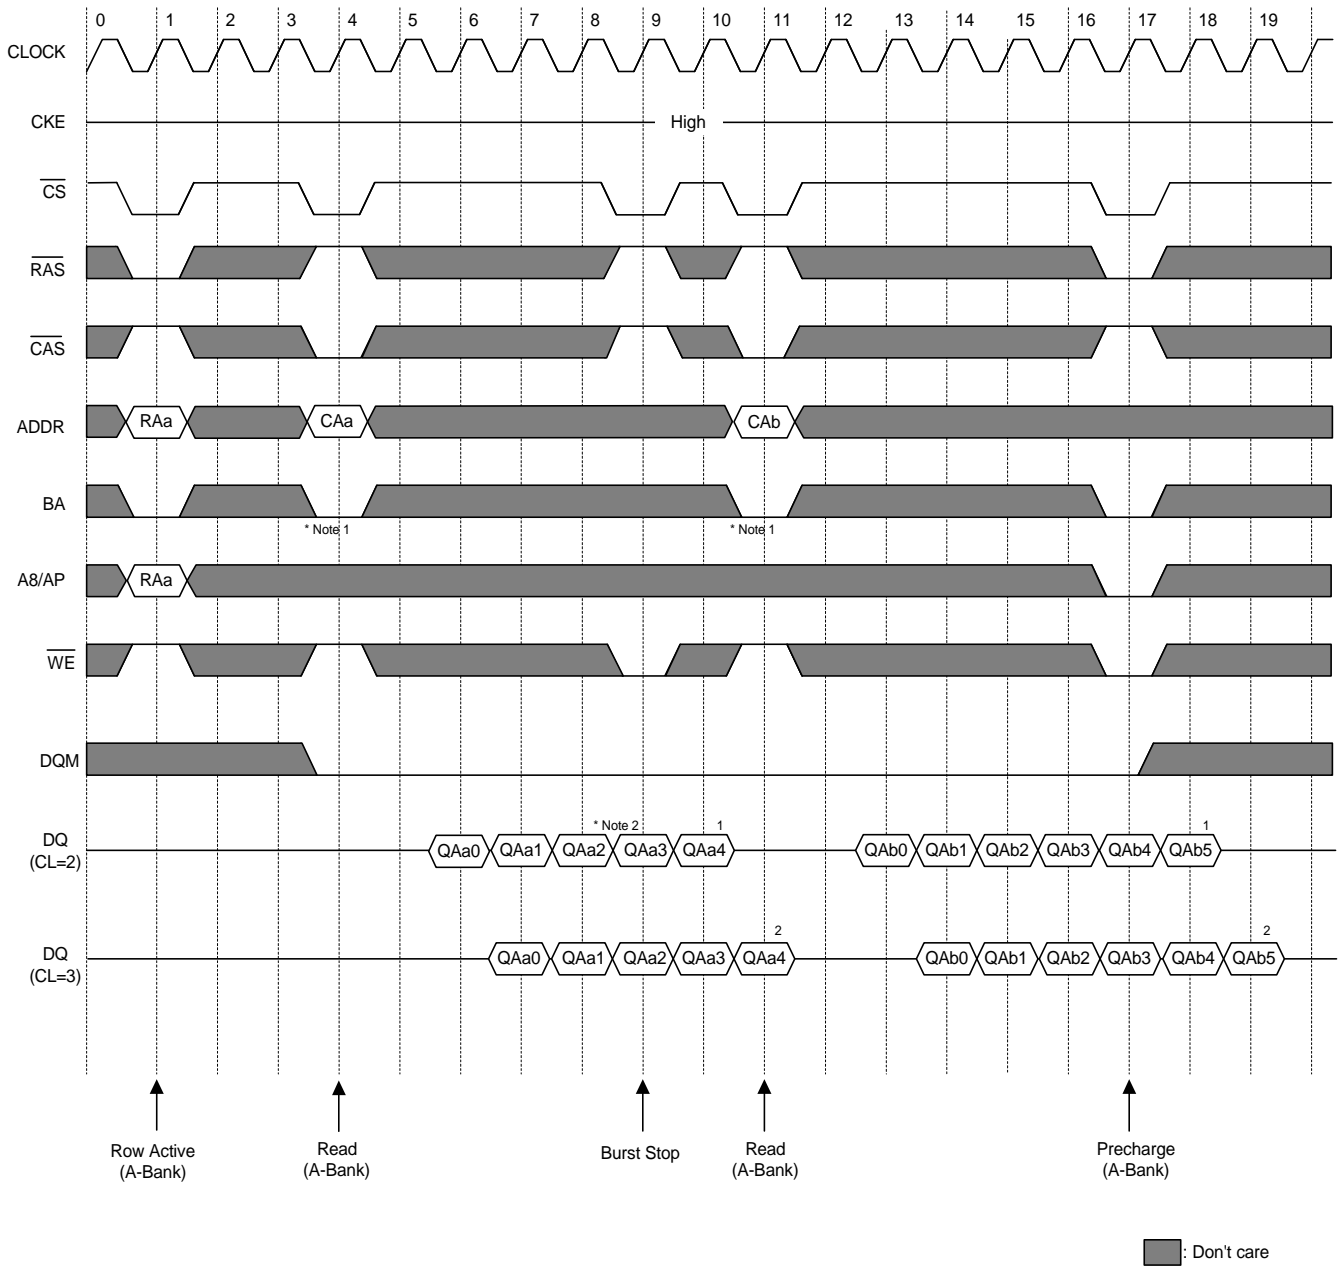 0 1 2 3 4 5 6 7 8 9 10 11 12 13 14 15 16 17 18 19
CLOCK
CKE High
CS
RAS
CAS
ADDR RAa CAa CAb
BA
* Note 1 * Note 1
A8/AP RAa
WE
DQM
* Note 2 1 1
DQ
(CL=2)
QAa0 QAa1 QAa2 QAa3 QAa4 QAb0 QAb1 QAb2 QAb3 QAb4 QAb5
2 2
DQ
(CL=3)
QAa0 QAa1 QAa2 QAa3 QAa4 QAb0 QAb1 QAb2 QAb3 QAb4 QAb5
Row Active
(A-Bank)
Read
(A-Bank)
Burst Stop
Read
(A-Bank)
Precharge
(A-Bank)
: Don't care